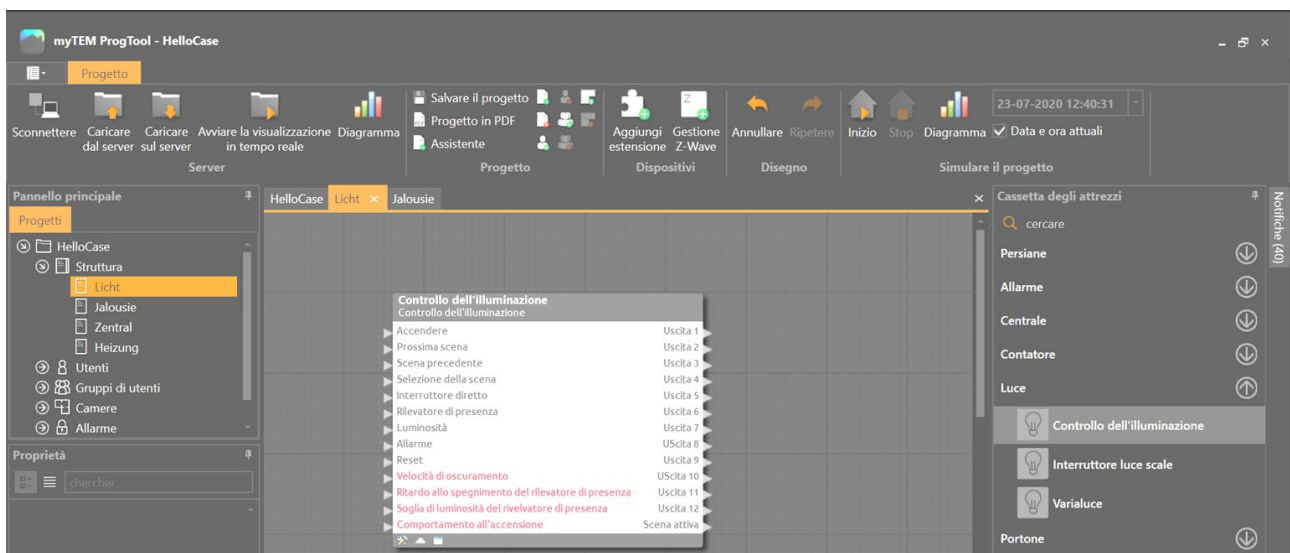 myTEM ProgTool - HelloCase
Progetto
Sconnettere
Caricare
dal server
Caricare
sul server
Avviare la visualizzazione
in tempo reale
Diagramma
Server
Salvare il progetto
Progetto in PDF
Assistente
Progetto
Aggiungi
estensione
Gestione
Z-Wave
Dispositivi
Annullare
Ripetere
Disegno
Inizio
Stop
Diagramma
23-07-2020 12:40:31
Data e ora attuali
Simulare il progetto
Pannello principale
Progetti
HelloCase
Struttura
Licht
Jalousie
Zentral
Heizung
Utenti
Gruppi di utenti
Camere
Allarme
Proprietà
chercher
HelloCase
Licht
Jalousie
Controllo dell'illuminazione
Controllo dell'illuminazione
Accendere
Uscita 1
Prossima scena
Uscita 2
Scena precedente
Uscita 3
Selezione della scena
Uscita 4
Interruttore diretto
Uscita 5
Rilevatore di presenza
Uscita 6
Luminosità
Uscita 7
Allarme
UScita 8
Reset
Uscita 9
Velocità di oscuramento
UScita 10
Ritardo allo spegnimento del rilevatore di presenza
Uscita 11
Soglia di luminosità del rivelvatore di presenza
Uscita 12
Comportamento all'accensione
Scena attiva
Cassetta degli attrezzi
cercare
Persiane
Allarme
Centrale
Contatore
Luce
Controllo dell'illuminazione
Interruttore luce scale
Varialuce
Portone
Notifiche (40)